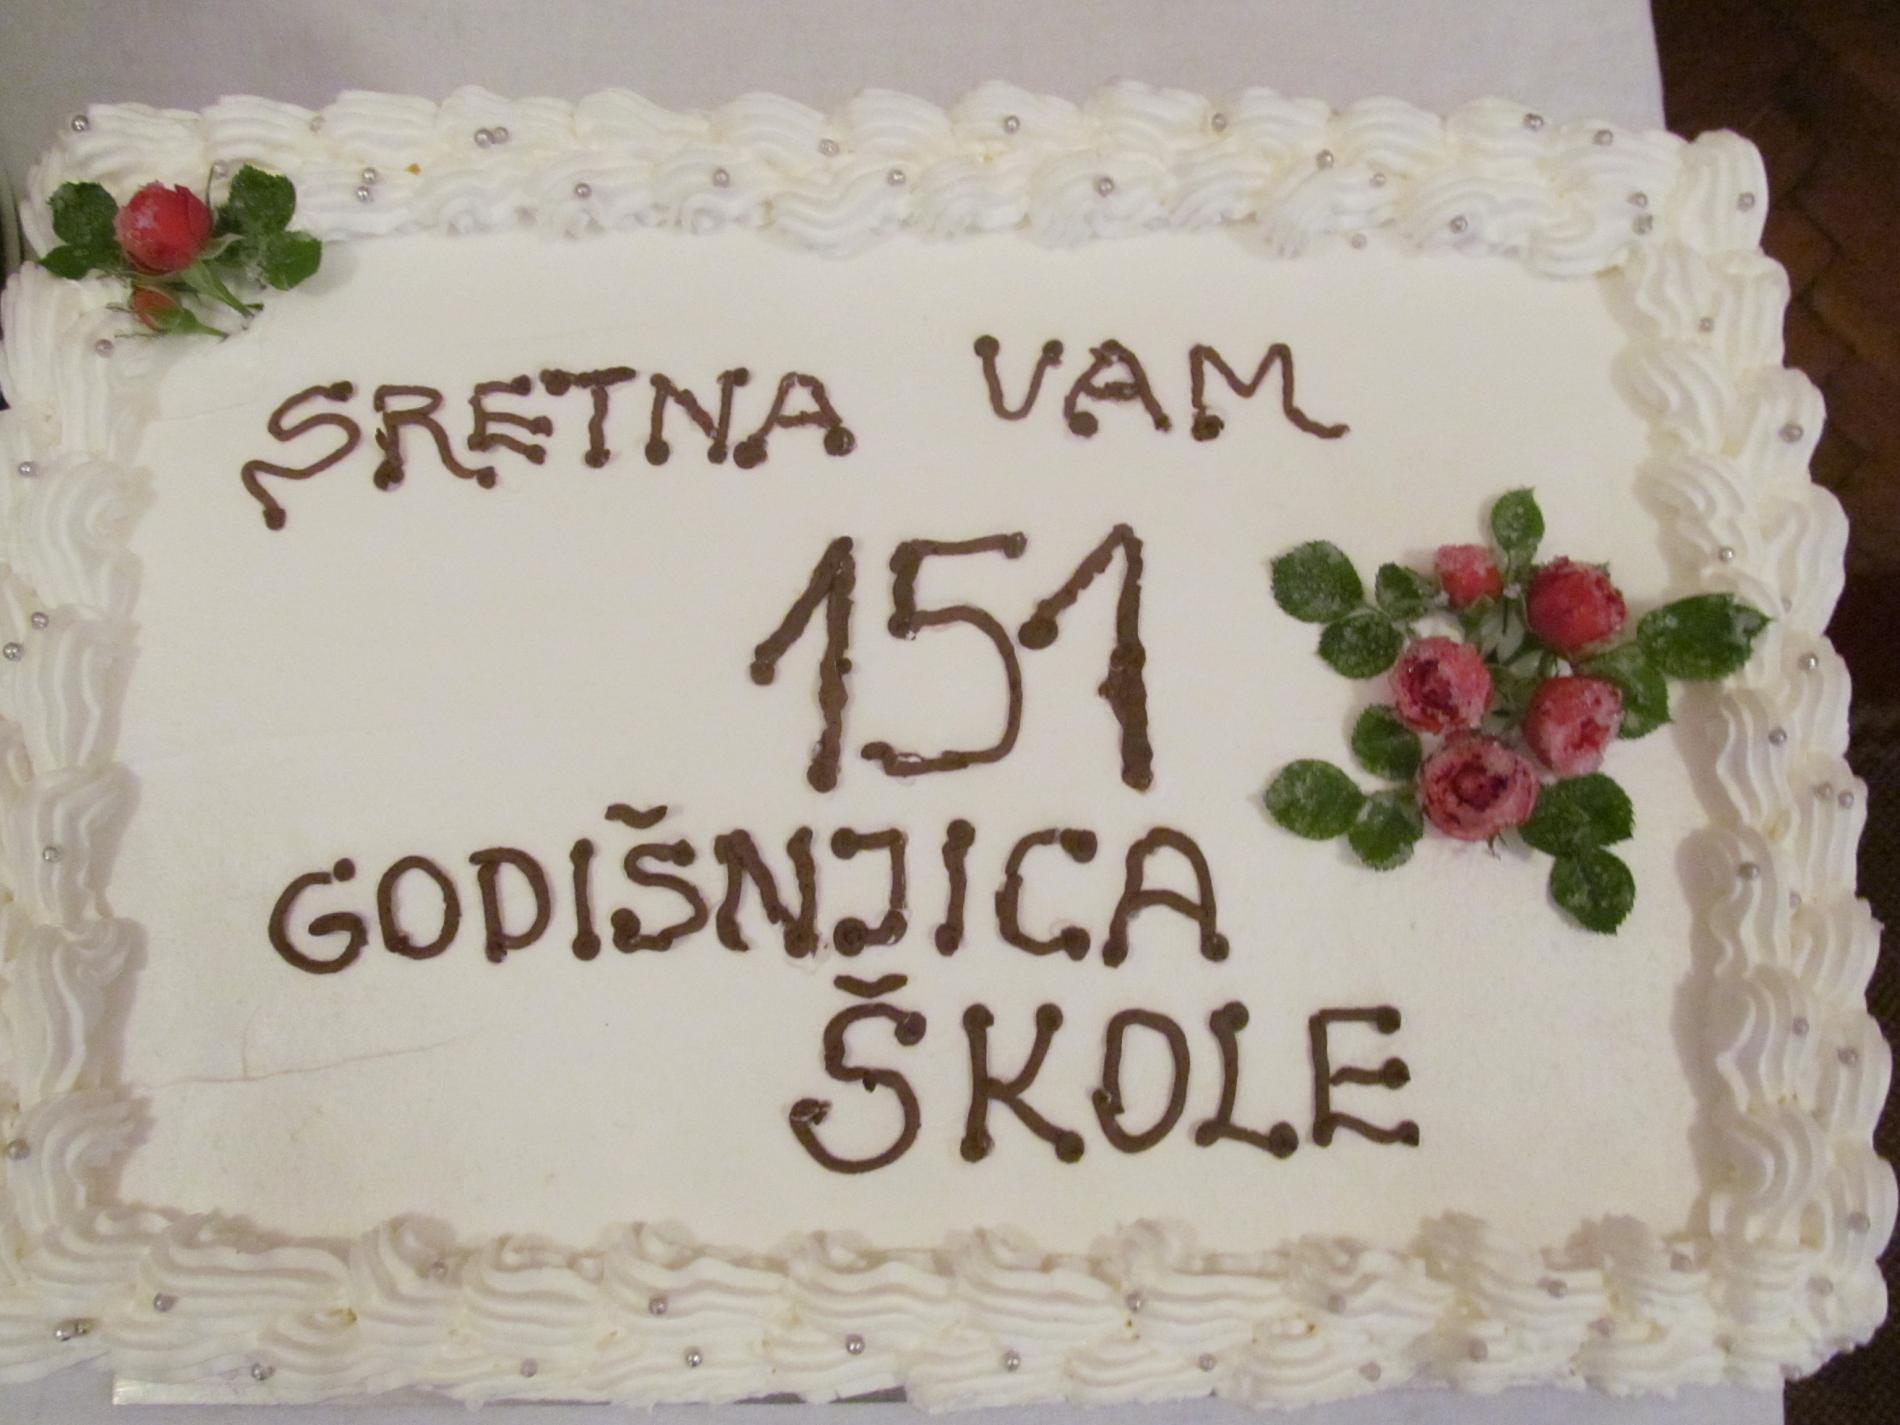 SRETNA VAM
151
GODIŠNJICA
ŠKOLE